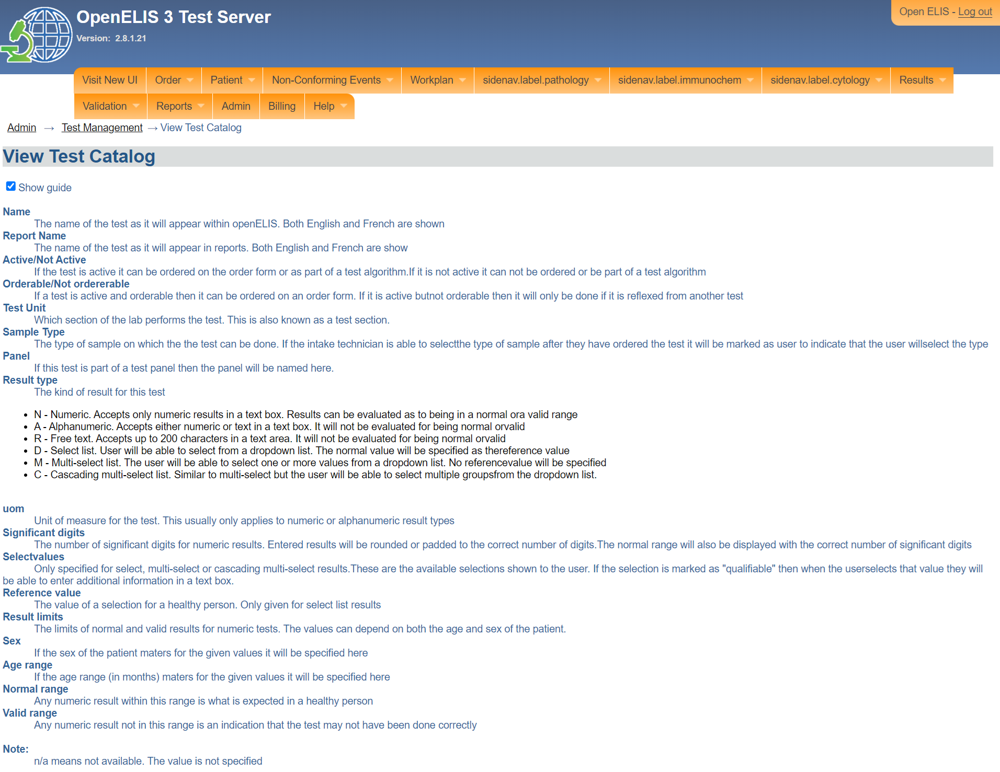 OpenELIS 3 Test Server
Version: 2.8.1.21
Open ELIS - Log out
Visit New UI Order Patient Non-Conforming Events Workplan sidenav.label.pathology sidenav.label.immunochem sidenav.label.cytology Results
Validation Reports Admin Billing Help
Admin → Test Management → View Test Catalog
View Test Catalog
Show guide
Name
The name of the test as it will appear within openELIS. Both English and French are shown
Report Name
The name of the test as it will appear in reports. Both English and French are show
Active/Not Active
If the test is active it can be ordered on the order form or as part of a test algorithm.If it is not active it can not be ordered or be part of a test algorithm
Orderable/Not ordererable
If a test is active and orderable then it can be ordered on an order form. If it is active butnot orderable then it will only be done if it is reflexed from another test
Test Unit
Which section of the lab performs the test. This is also known as a test section.
Sample Type
The type of sample on which the the test can be done. If the intake technician is able to selectthe type of sample after they have ordered the test it will be marked as user to indicate that the user willselect the type
Panel
If this test is part of a test panel then the panel will be named here.
Result type
The kind of result for this test
• N - Numeric. Accepts only numeric results in a text box. Results can be evaluated as to being in a normal ora valid range
• A - Alphanumeric. Accepts either numeric or text in a text box. It will not be evaluated for being normal orvalid
• R - Free text. Accepts up to 200 characters in a text area. It will not be evaluated for being normal orvalid
• D - Select list. User will be able to select from a dropdown list. The normal value will be specified as thereference value
• M - Multi-select list. The user will be able to select one or more values from a dropdown list. No referencevalue will be specified
• C - Cascading multi-select list. Similar to multi-select but the user will be able to select multiple groupsfrom the dropdown list.
uom
Unit of measure for the test. This usually only applies to numeric or alphanumeric result types
Significant digits
The number of significant digits for numeric results. Entered results will be rounded or padded to the correct number of digits.The normal range will also be displayed with the correct number of significant digits
Selectvalues
Only specified for select, multi-select or cascading multi-select results.These are the available selections shown to the user. If the selection is marked as "qualifiable" then when the userselects that value they will
be able to enter additional information in a text box.
Reference value
The value of a selection for a healthy person. Only given for select list results
Result limits
The limits of normal and valid results for numeric tests. The values can depend on both the age and sex of the patient.
Sex
If the sex of the patient maters for the given values it will be specified here
Age range
If the age range (in months) maters for the given values it will be specified here
Normal range
Any numeric result within this range is what is expected in a healthy person
Valid range
Any numeric result not in this range is an indication that the test may not have been done correctly
Note:
n/a means not available. The value is not specified